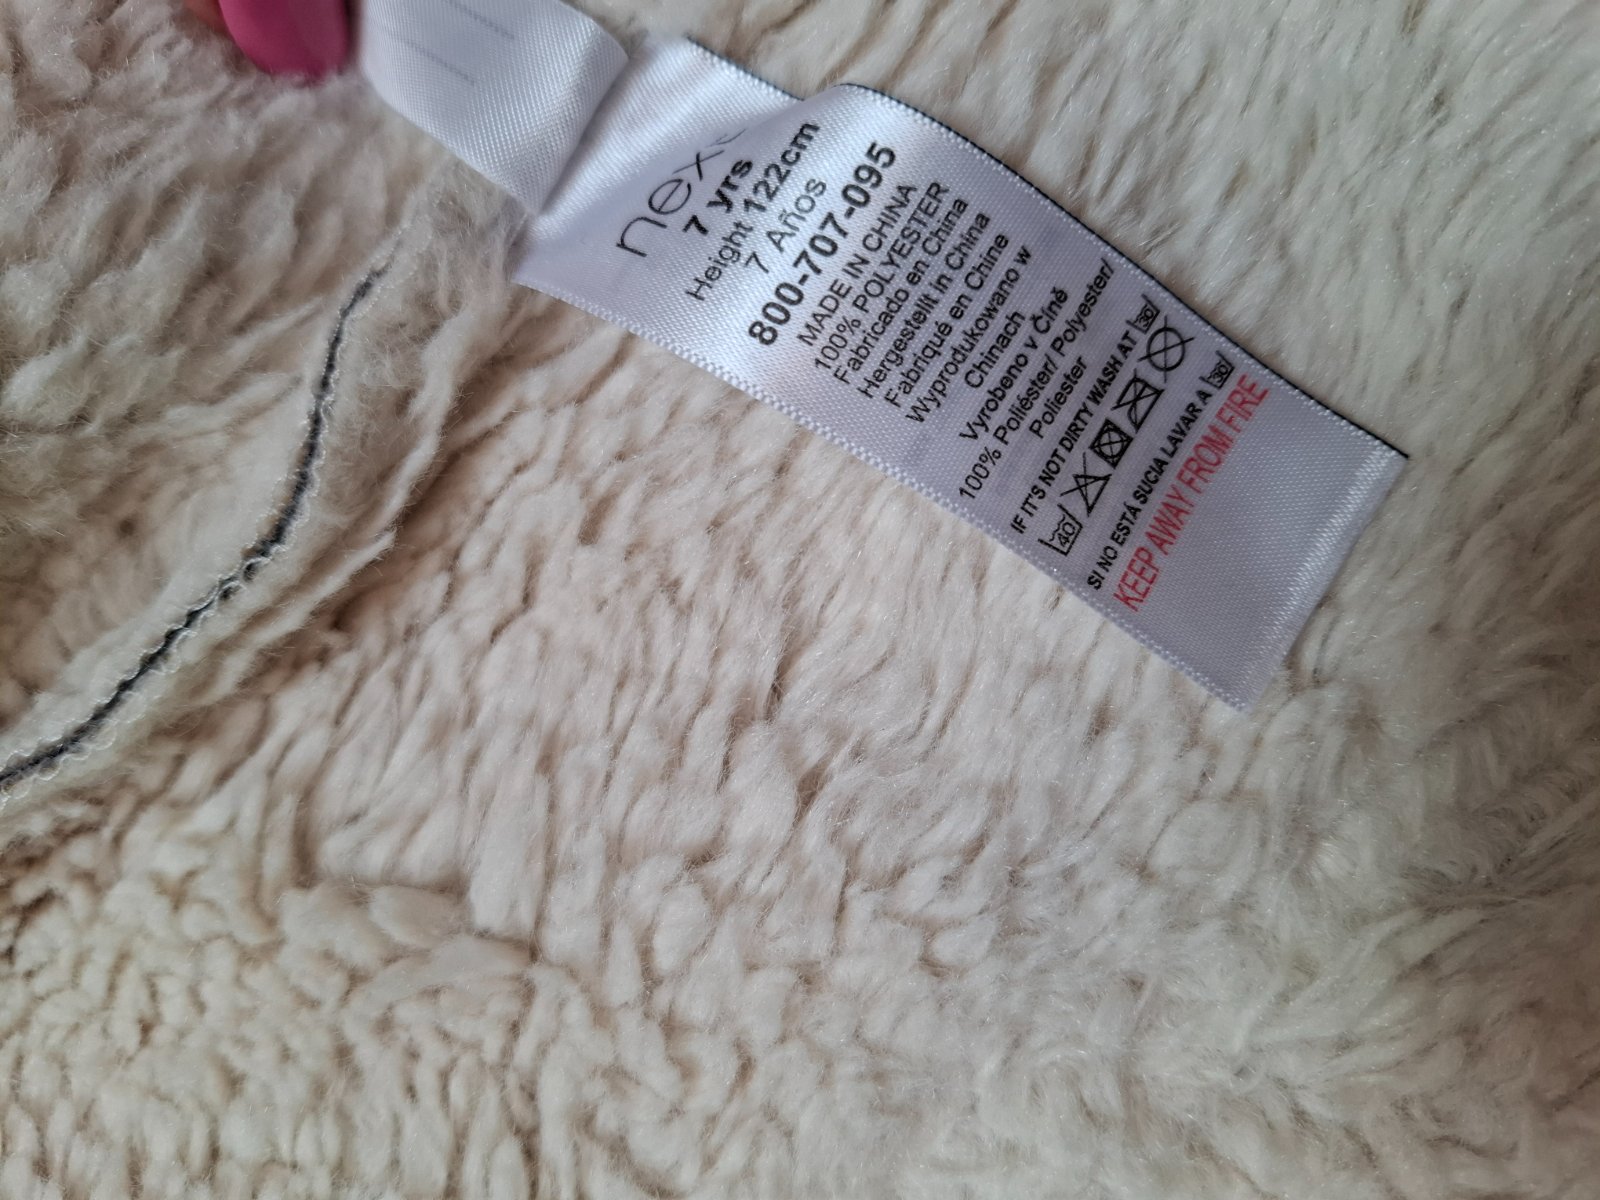 next
7 yrs
Height 122cm
7 Años
800-707-095
MADE IN CHINA
100% POLYESTER
Fabricado en China
Hergestellt in China
Fabriqué en Chine
Wyprodukowano w
Chinach
Vyrobeno v Číně
100% Poliéster/ Polyester/
Poliester
IF IT'S NOT DIRTY WASH AT 30
40
SI NO ESTÁ SUCIA LAVAR A 30
KEEP AWAY FROM FIRE